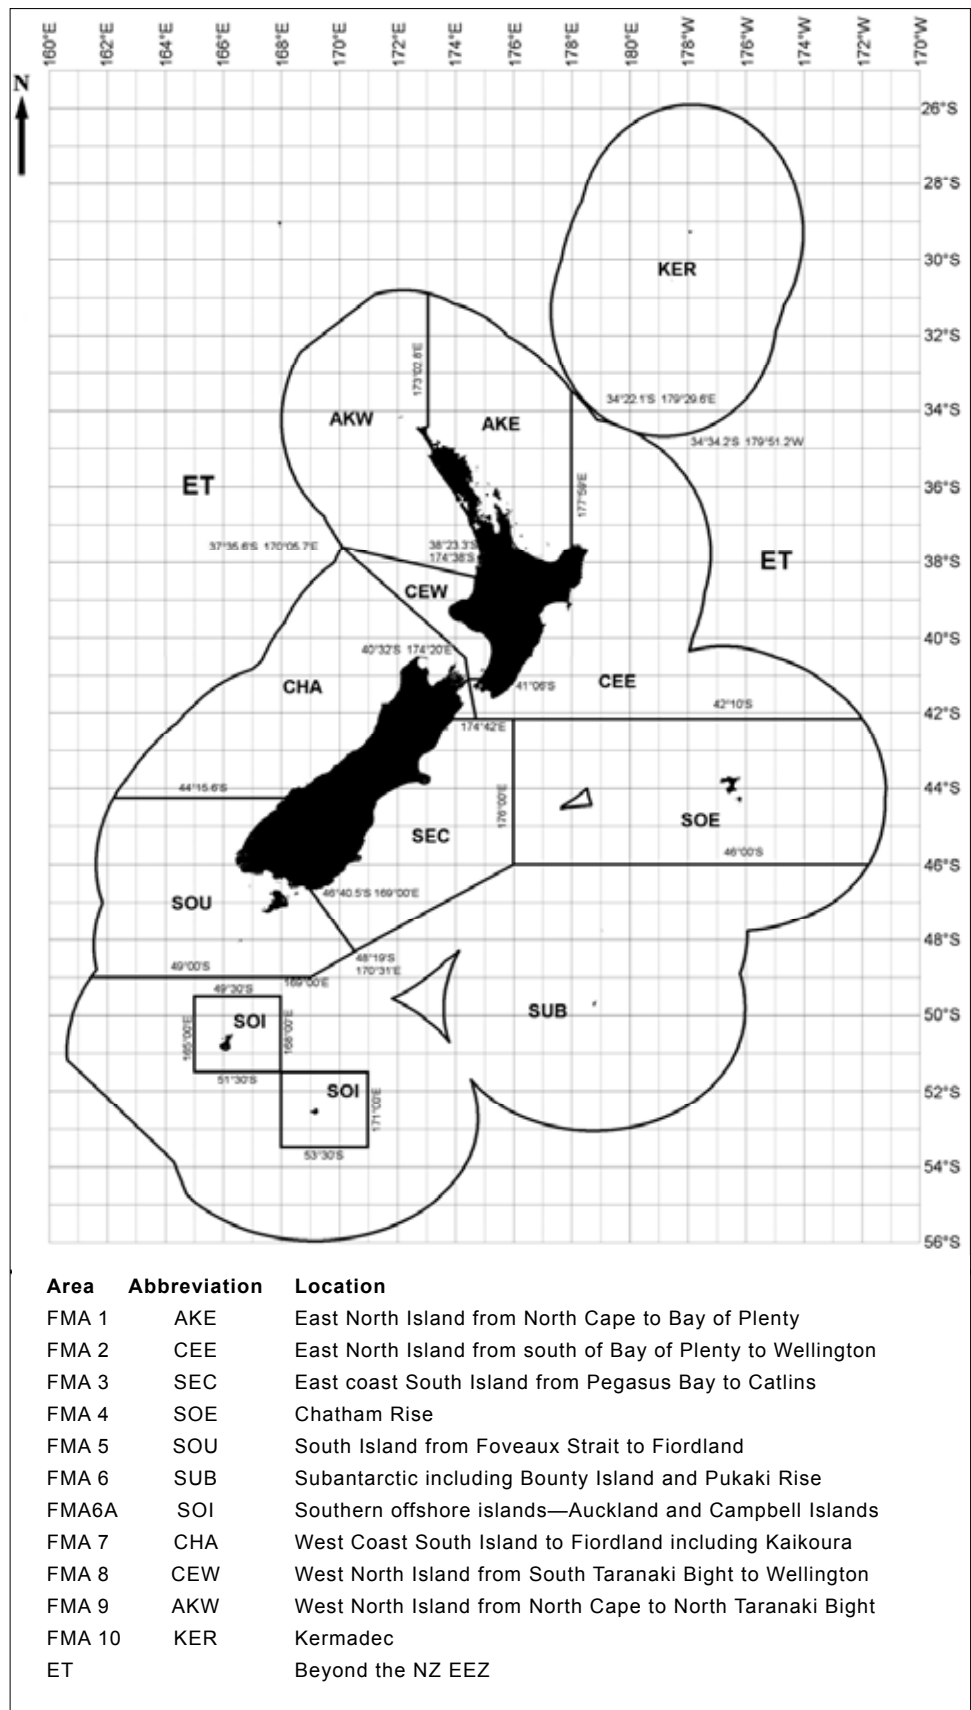 160°E 162°E 164°E 166°E 168°E 170°E 172°E 174°E 176°E 178°E 180°E 178°W 176°W 174°W 172°W 170°W
N
26°S
28°S
30°S
KER
32°S
173°02.8'E
34°22.1'S 179°29.6'E
34°S
AKW
AKE
34°34.2'S 179°51.2'W
ET
36°S
177°59'E
37°35.6'S 170°05.7'E
38°23.3'S
174°38'S
38°S
ET
CEW
40°S
40°32'S 174°20'E
CHA
41°06'S
CEE
42°10'S
42°S
174°42'E
44°15.6'S
44°S
176°00'E
SEC
SOE
46°00'S
46°S
46°40.5'S 169°00'E
SOU
48°S
48°19'S
170°31'E
49°00'S
169°00'E
49°30'S
SOI
165°00'E
168°00'E
SUB
50°S
51°30'S
SOI
171°00'E
52°S
53°30'S
54°S
56°S
Area Abbreviation Location
FMA 1 AKE East North Island from North Cape to Bay of Plenty
FMA 2 CEE East North Island from south of Bay of Plenty to Wellington
FMA 3 SEC East coast South Island from Pegasus Bay to Catlins
FMA 4 SOE Chatham Rise
FMA 5 SOU South Island from Foveaux Strait to Fiordland
FMA 6 SUB Subantarctic including Bounty Island and Pukaki Rise
FMA6A SOI Southern offshore islands—Auckland and Campbell Islands
FMA 7 CHA West Coast South Island to Fiordland including Kaikoura
FMA 8 CEW West North Island from South Taranaki Bight to Wellington
FMA 9 AKW West North Island from North Cape to North Taranaki Bight
FMA 10 KER Kermadec
ET Beyond the NZ EEZ